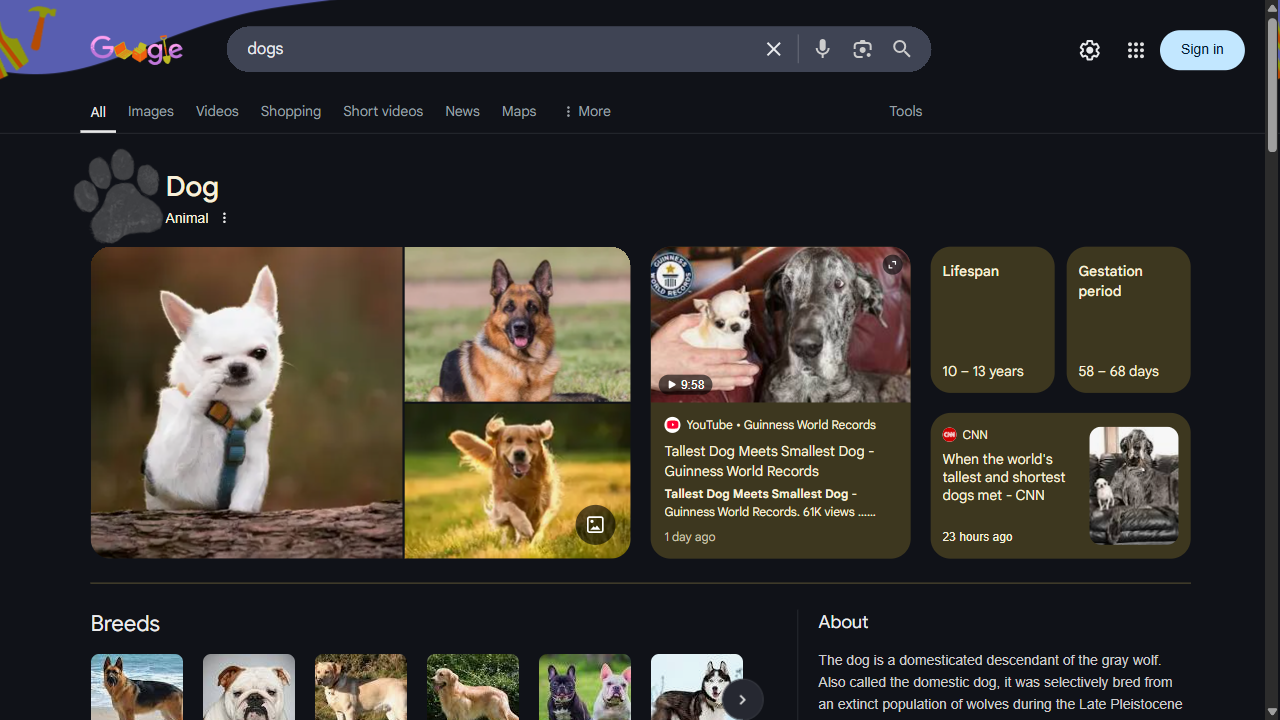 Google
dogs
Sign in
All
Images
Videos
Shopping
Short videos
News
Maps
More
Tools
Dog
Animal
GUINNESS
WORLD RECORDS
9:58
YouTube • Guinness World Records
Tallest Dog Meets Smallest Dog -
Guinness World Records
Tallest Dog Meets Smallest Dog -
Guinness World Records. 61K views ......
1 day ago
Lifespan
10 – 13 years
Gestation
period
58 – 68 days
CNN
CNN
When the world's
tallest and shortest
dogs met - CNN
23 hours ago
Breeds
About
The dog is a domesticated descendant of the gray wolf.
Also called the domestic dog, it was selectively bred from
an extinct population of wolves during the Late Pleistocene